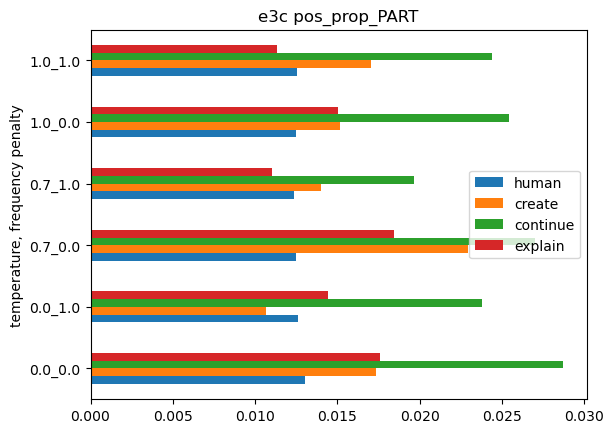 e3c pos_prop_PART
temperature, frequency penalty
1.0_1.0
1.0_0.0
0.7_1.0
0.7_0.0
0.0_1.0
0.0_0.0
human
create
continue
explain
0.000 0.005 0.010 0.015 0.020 0.025 0.030